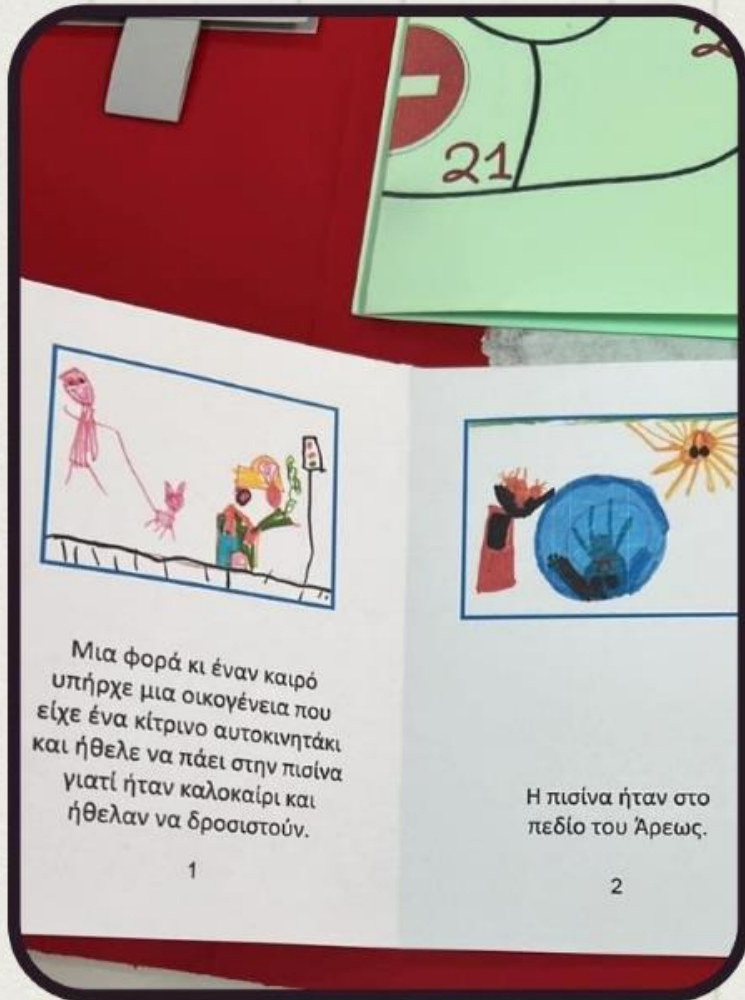 21
Μια φορά κι έναν καιρό
υπήρχε μια οικογένεια που
είχε ένα κίτρινο αυτοκινητάκι
και ήθελε να πάει στην πισίνα
γιατί ήταν καλοκαίρι και
ήθελαν να δροσιστούν.
1
Η πισίνα ήταν στο
πεδίο του Άρεως.
2